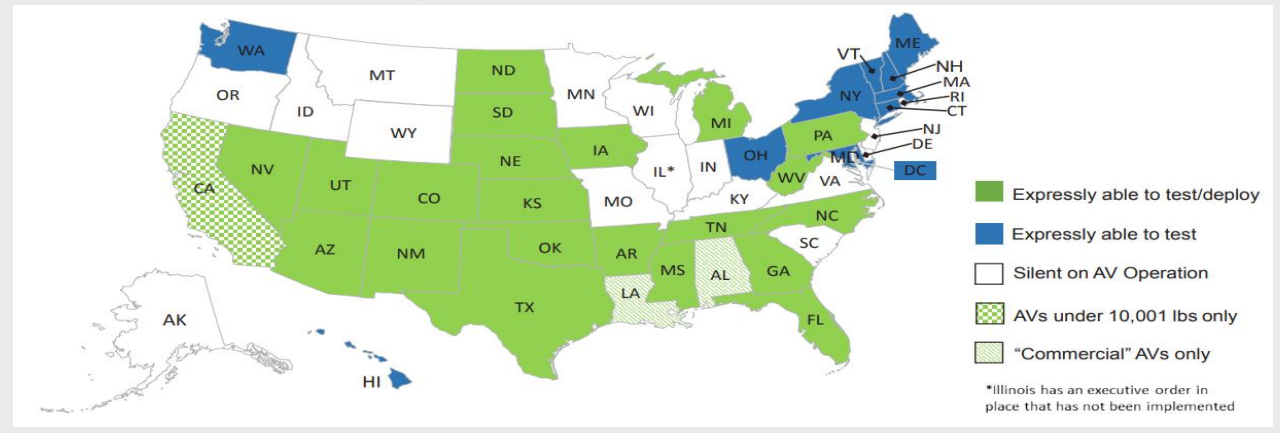 WA
MT
ND
MN
OR
ID
SD
WI
MI
VT
ME
NH
MA
NY
RI
CT
WY
NE
IA
PA
NJ
DE
NV
UT
CO
KS
IL*
IN
OH
MD
DC
WV
VA
CA
MO
KY
AZ
NM
OK
AR
TN
NC
SC
TX
LA
MS
AL
GA
FL
AK
HI
Expressly able to test/deploy
Expressly able to test
Silent on AV Operation
AVs under 10,001 lbs only
“Commercial” AVs only
*Illinois has an executive order in
place that has not been implemented